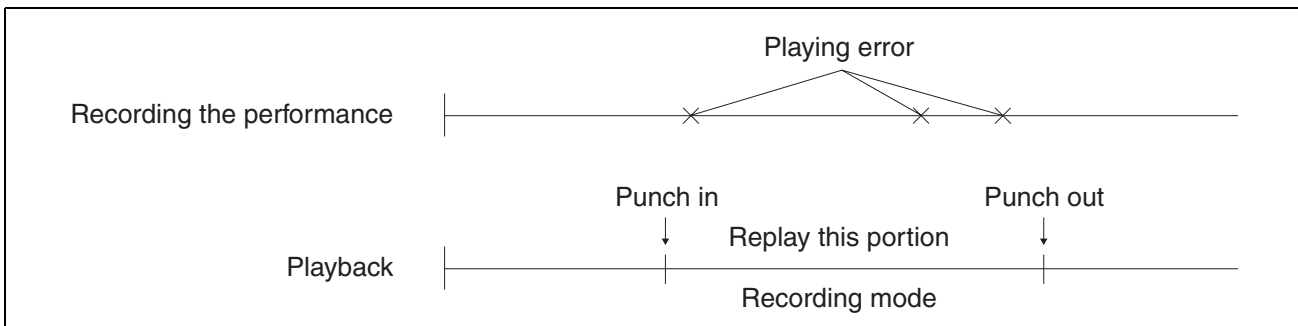 Playing error
Recording the performance
Punch in
Punch out
Replay this portion
Playback
Recording mode